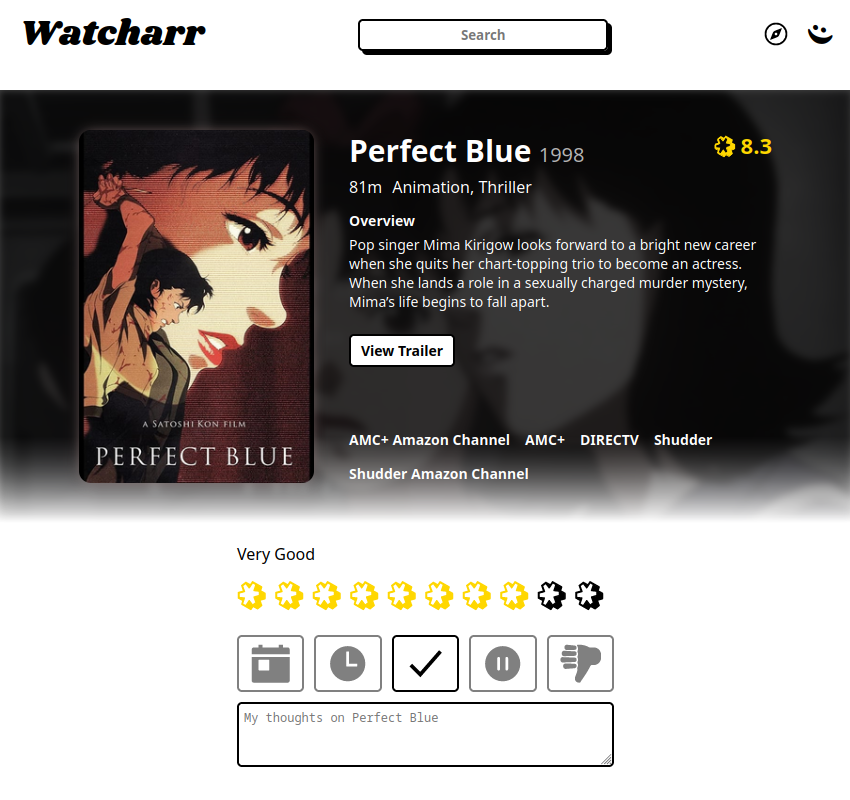 Watcharr
Search
Perfect Blue 1998
8.3
81m Animation, Thriller
Overview
Pop singer Mima Kirigow looks forward to a bright new career
when she quits her chart-topping trio to become an actress.
When she lands a role in a sexually charged murder mystery,
Mima’s life begins to fall apart.
View Trailer
AMC+ Amazon Channel AMC+ DIRECTV Shudder
Shudder Amazon Channel
A SATOSHI KON FILM
PERFECT BLUE
Very Good
My thoughts on Perfect Blue